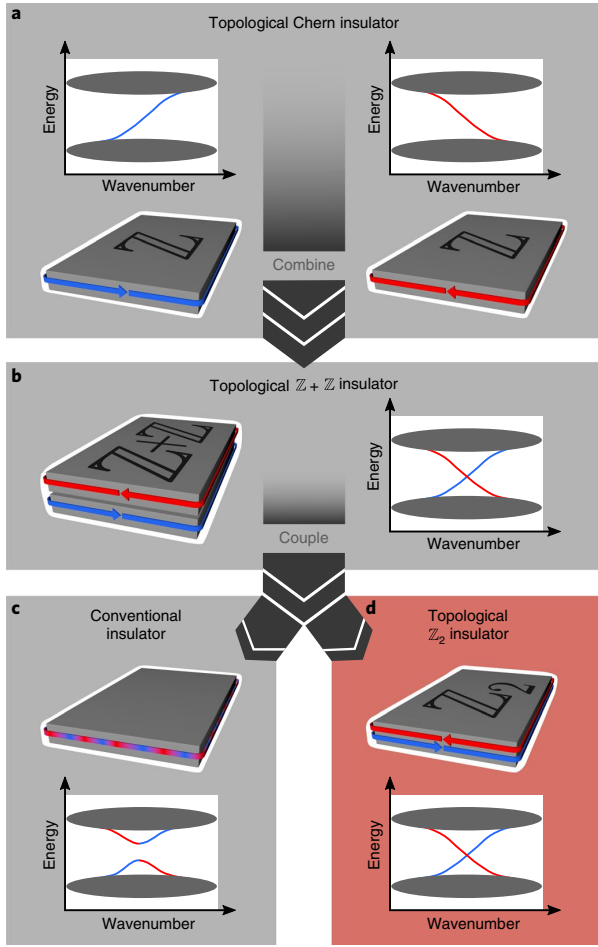 a
Topological Chern insulator
Energy
Wavenumber
Energy
Wavenumber
ℤ
Combine
ℤ
b
Topological ℤ + ℤ insulator
ℤ+ℤ
Couple
Energy
Wavenumber
c
Conventional
insulator
Energy
Wavenumber
d
Topological
ℤ₂ insulator
ℤ₂
Energy
Wavenumber